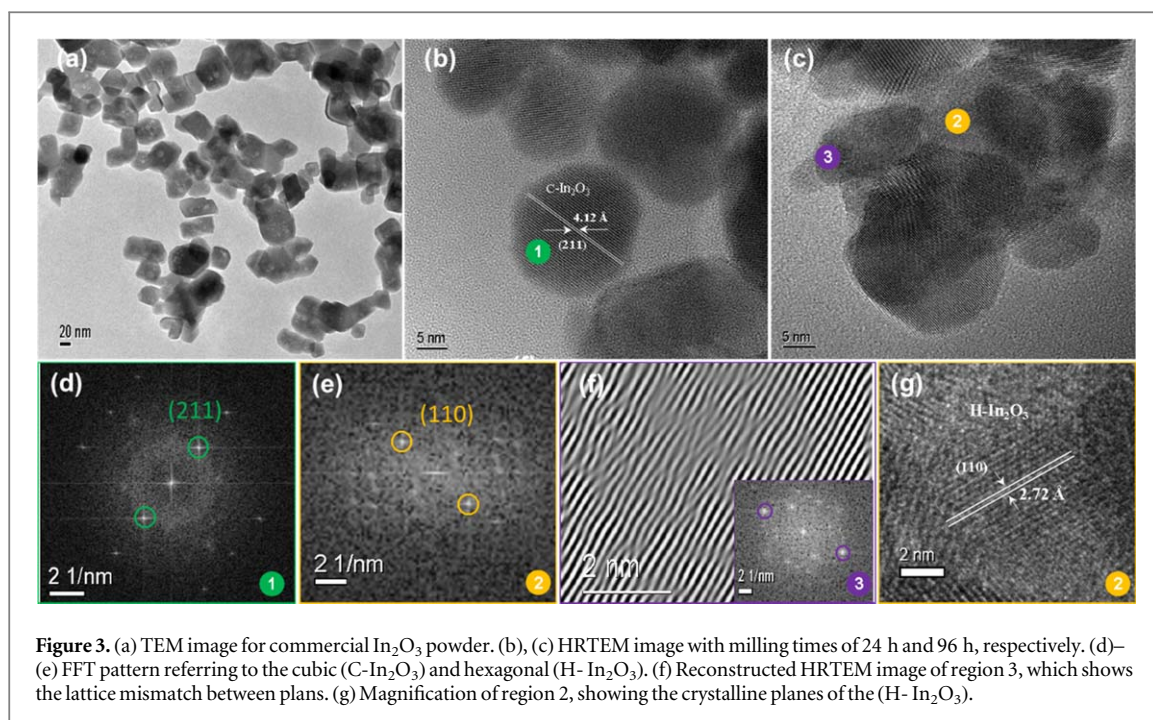 (a)
20 nm
(b)
C-In₂O₃
4.12 Å
(211)
1
5 nm
(c)
2
3
5 nm
(d)
(211)
2 1/nm
1
(e)
(110)
2 1/nm
2
(f)
2 nm
2 1/nm
3
(g)
H-In₂O₃
(110)
2.72 Å
2 nm
2
Figure 3. (a) TEM image for commercial In₂O₃ powder. (b), (c) HRTEM image with milling times of 24 h and 96 h, respectively. (d)–
(e) FFT pattern referring to the cubic (C-In₂O₃) and hexagonal (H- In₂O₃). (f) Reconstructed HRTEM image of region 3, which shows
the lattice mismatch between plans. (g) Magnification of region 2, showing the crystalline planes of the (H- In₂O₃).